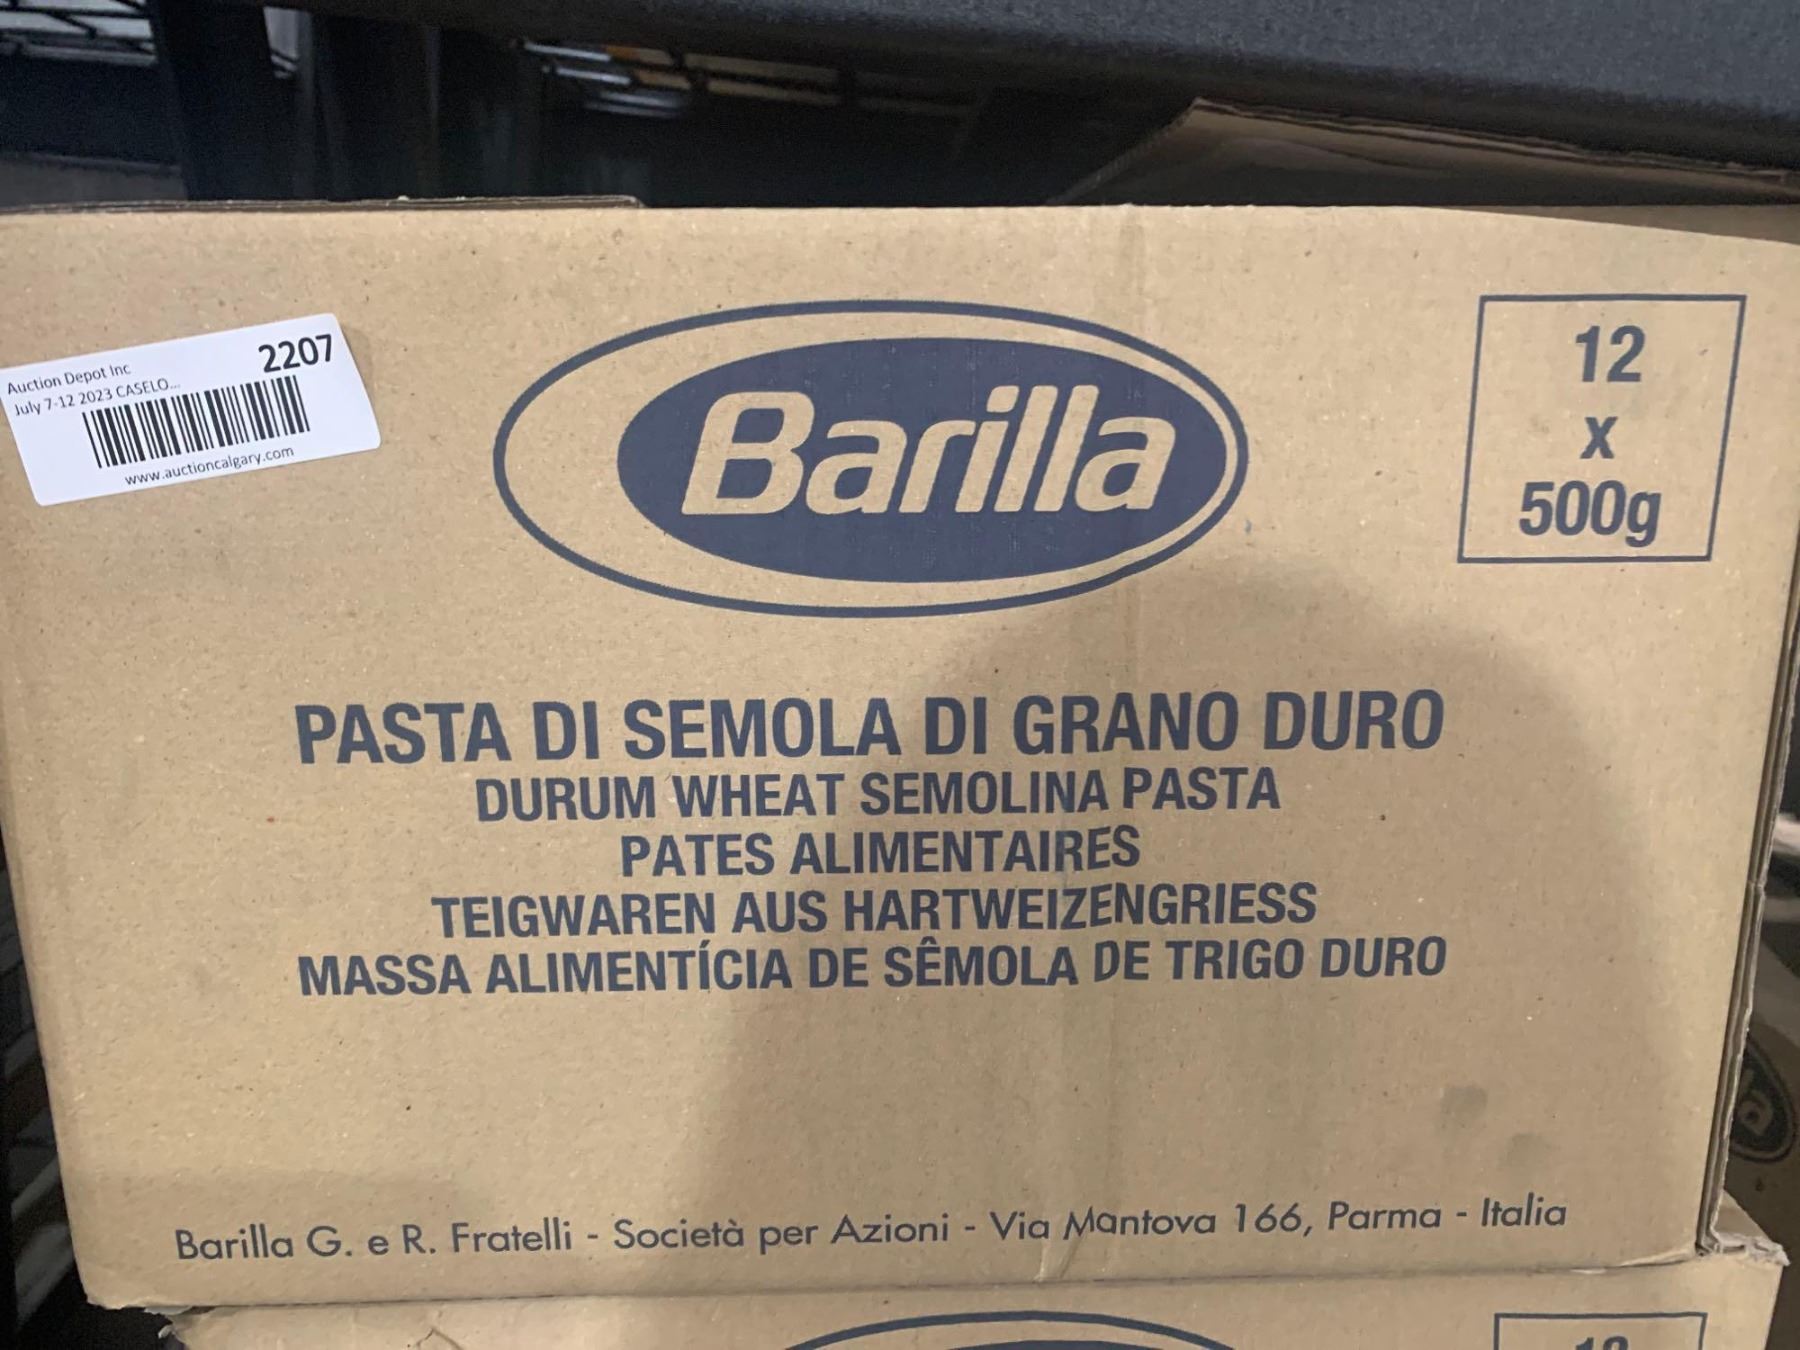 Auction Depot Inc
2207
July 7-12 2023 CASELO...
www.auctioncalgary.com
Barilla
12
x
500g
PASTA DI SEMOLA DI GRANO DURO
DURUM WHEAT SEMOLINA PASTA
PATES ALIMENTAIRES
TEIGWAREN AUS HARTWEIZENGRIESS
MASSA ALIMENTÍCIA DE SÊMOLA DE TRIGO DURO
Barilla G. e R. Fratelli - Società per Azioni - Via Mantova 166, Parma - Italia